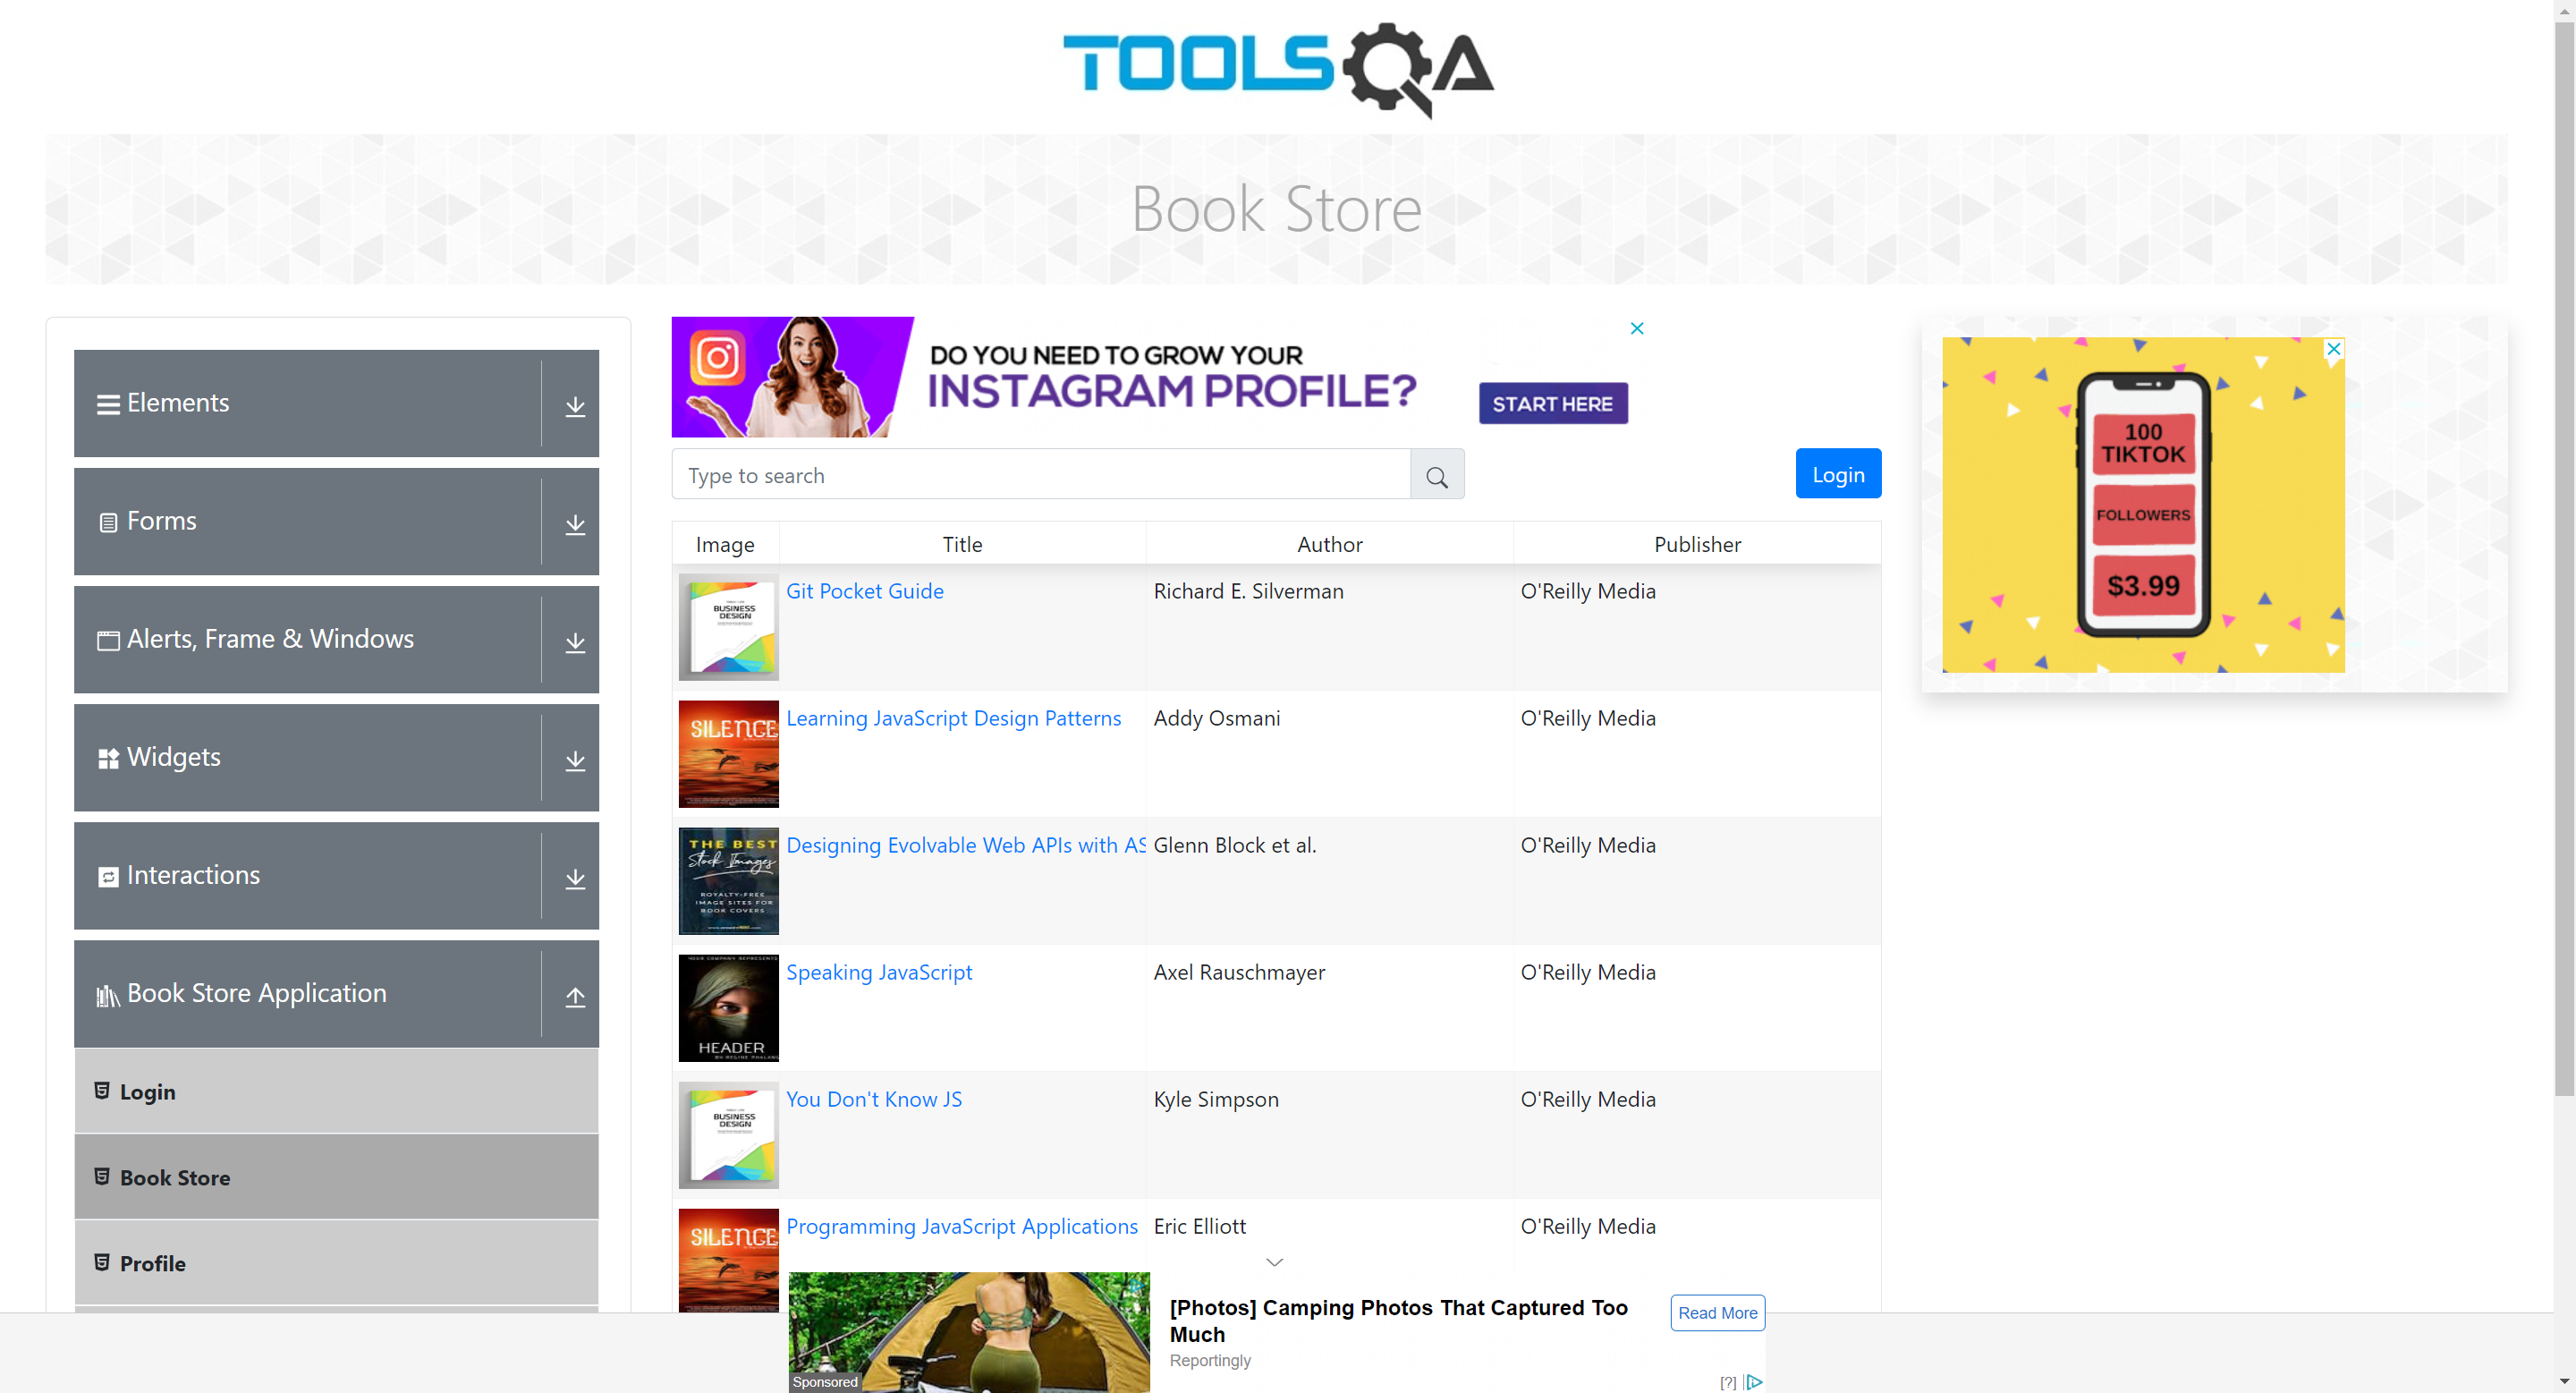 TOOLSQA
Book Store
Elements
Forms
Alerts, Frame & Windows
Widgets
Interactions
Book Store Application
Login
Book Store
Profile
DO YOU NEED TO GROW YOUR
INSTAGRAM PROFILE?
START HERE
Type to search
Login
Image Title Author Publisher
BUSINESS
DESIGN
Git Pocket Guide Richard E. Silverman O'Reilly Media
SILENCE
Learning JavaScript Design Patterns Addy Osmani O'Reilly Media
THE BEST
Stock Images
ROYALTY-FREE
IMAGE SITES FOR
BOOK COVERS
Designing Evolvable Web APIs with AS Glenn Block et al. O'Reilly Media
YOUR COMPANY REPRESENTS
HEADER
Speaking JavaScript Axel Rauschmayer O'Reilly Media
BUSINESS
DESIGN
You Don't Know JS Kyle Simpson O'Reilly Media
SILENCE
Programming JavaScript Applications Eric Elliott O'Reilly Media
100
TIKTOK
FOLLOWERS
$3.99
Sponsored
[Photos] Camping Photos That Captured Too
Much
Reportingly
Read More
[?]